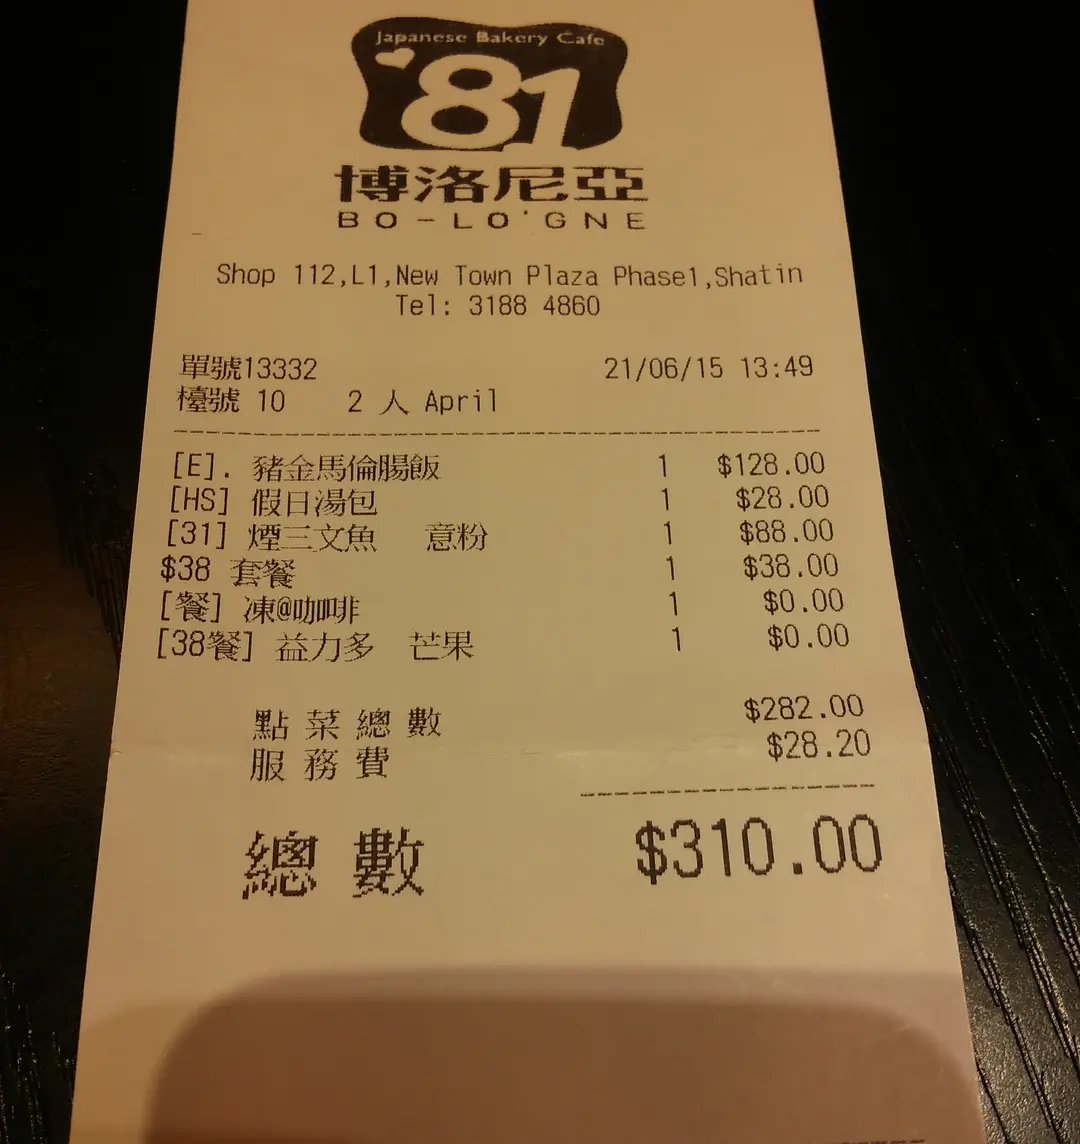 Japanese Bakery Cafe
'81
博洛尼亞
BO-LO'GNE
Shop 112,L1,New Town Plaza Phase1,Shatin
Tel: 3188 4860
單號13332 21/06/15 13:49
檯號 10 2 人 April
[E]. 豬金馬倫腸飯 1 $128.00
[HS] 假日湯包 1 $28.00
[31] 煙三文魚 意粉 1 $88.00
$38 套餐 1 $38.00
[餐] 凍@咖啡 1 $0.00
[38餐] 益力多 芒果 1 $0.00
點菜總數 $282.00
服務費 $28.20
總數 $310.00